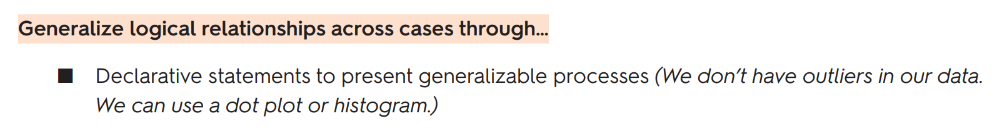 Generalize logical relationships across cases through…
■ Declarative statements to present generalizable processes (We don’t have outliers in our data.
We can use a dot plot or histogram.)